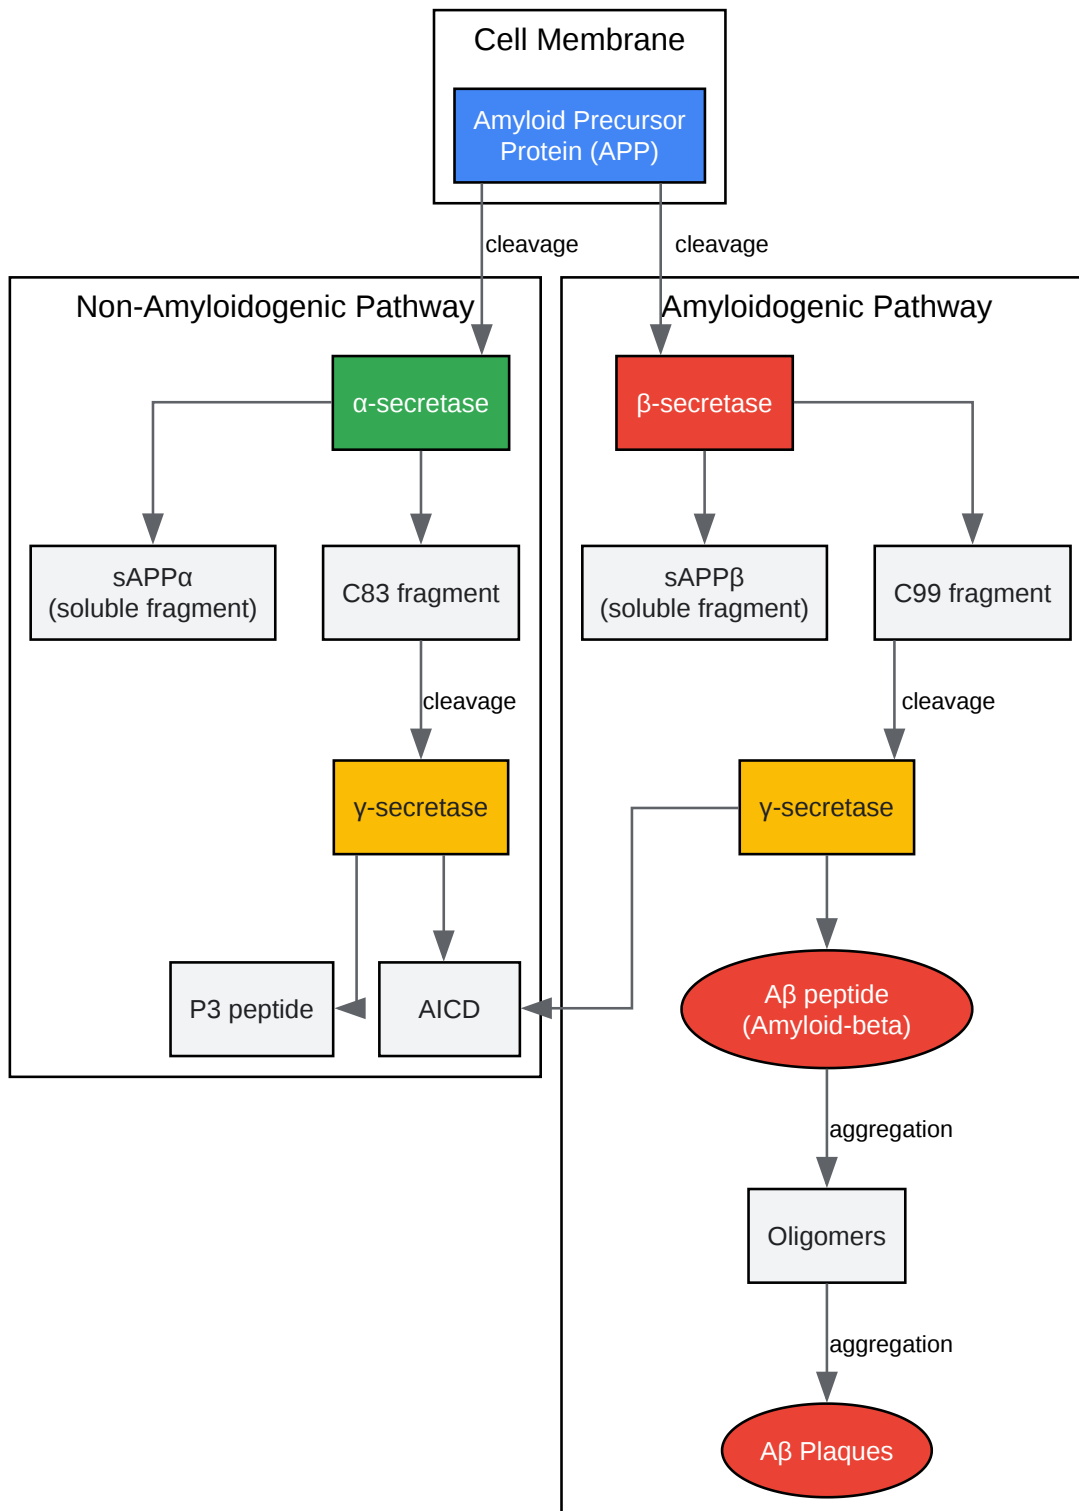 Cell Membrane
Amyloid Precursor
Protein (APP)
cleavage
cleavage
Non-Amyloidogenic Pathway
Amyloidogenic Pathway
α-secretase
β-secretase
sAPPα
(soluble fragment)
C83 fragment
sAPPβ
(soluble fragment)
C99 fragment
cleavage
cleavage
γ-secretase
γ-secretase
P3 peptide
AICD
Aβ peptide
(Amyloid-beta)
aggregation
Oligomers
aggregation
Aβ Plaques